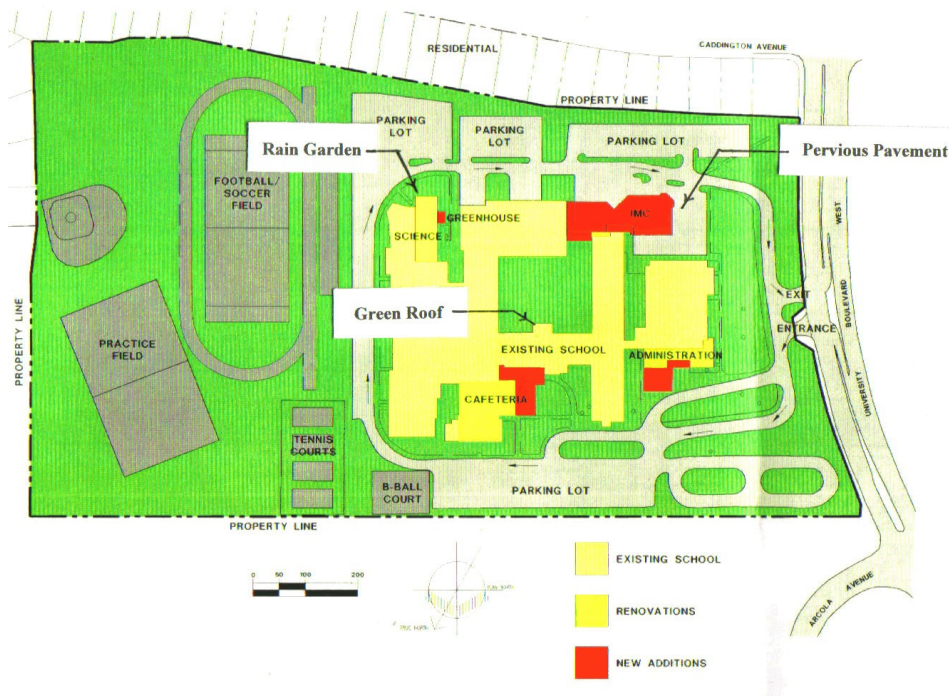 RESIDENTIAL
CADDINGTON AVENUE
PROPERTY LINE
PARKING
LOT
PARKING
LOT
PARKING LOT
Rain Garden
Pervious Pavement
FOOTBALL/
SOCCER
FIELD
GREENHOUSE
IMC
SCIENCE
WEST
BOULEVARD
UNIVERSITY
EXIT
ENTRANCE
Green Roof
PROPERTY LINE
PRACTICE
FIELD
EXISTING SCHOOL
ADMINISTRATION
CAFETERIA
TENNIS
COURTS
B-BALL
COURT
PARKING LOT
PROPERTY LINE
ARCOLA AVENUE
0 50 100 200
EXISTING SCHOOL
RENOVATIONS
NEW ADDITIONS